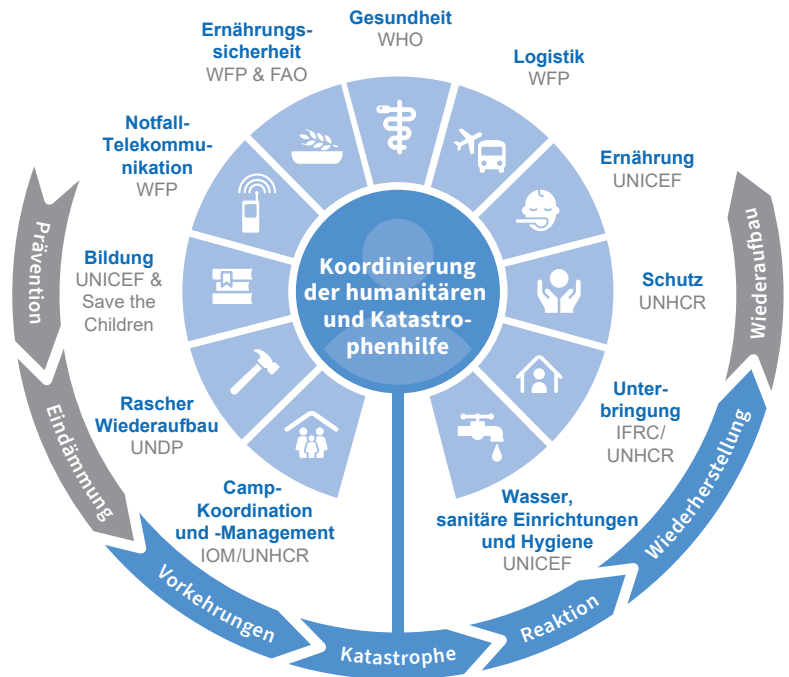 Gesundheit
WHO
Ernährungs-
sicherheit
WFP & FAO
Logistik
WFP
Notfall-
Telekommu-
nikation
WFP
Ernährung
UNICEF
Bildung
UNICEF &
Save the
Children
Koordinierung
der humanitären
und Katastro-
phenhilfe
Schutz
UNHCR
Rascher
Wiederaufbau
UNDP
Unter-
bringung
IFRC/
UNHCR
Camp-
Koordination
und -Management
IOM/UNHCR
Wasser,
sanitäre Einrichtungen
und Hygiene
UNICEF
Prävention
Eindämmung
Vorkehrungen
Katastrophe
Reaktion
Wiederherstellung
Wiederaufbau